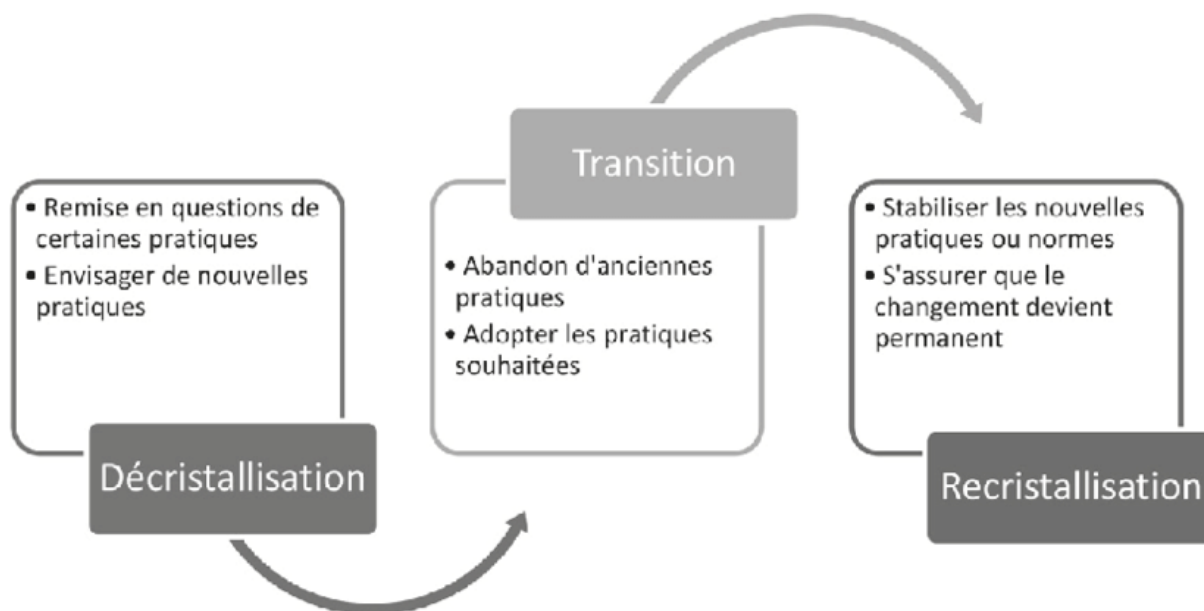 ▪ Remise en questions de
certaines pratiques
▪ Envisager de nouvelles
pratiques
Décristallisation
Transition
• Abandon d'anciennes
pratiques
• Adopter les pratiques
souhaitées
▪ Stabiliser les nouvelles
pratiques ou normes
▪ S'assurer que le
changement devient
permanent
Recristallisation